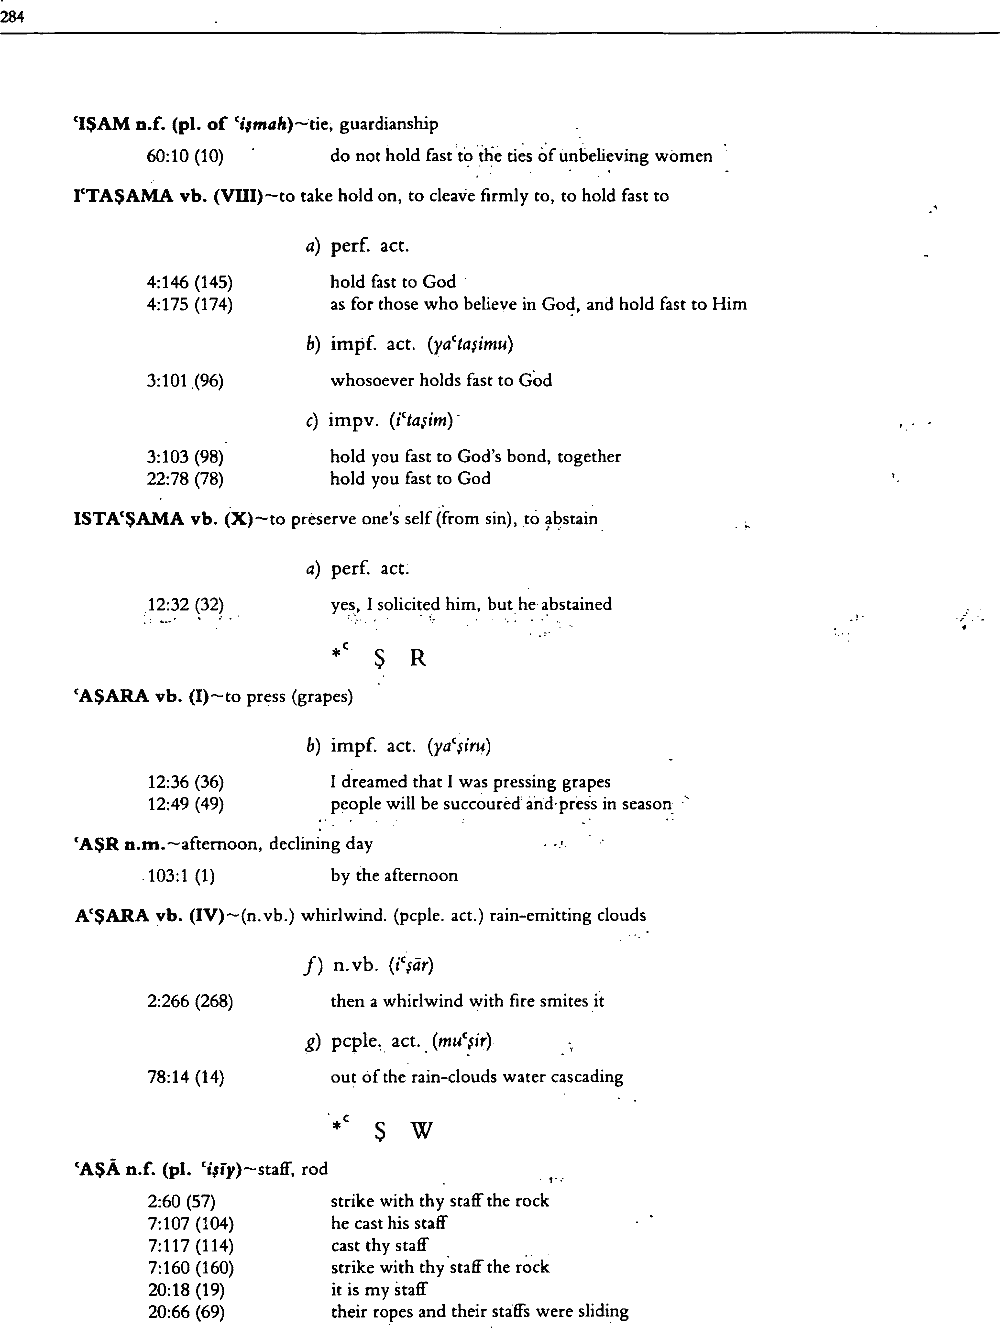 284
ʿIṢAM n.f. (pl. of ʿiṣmah)~tie, guardianship
60:10 (10) do not hold fast to the ties of unbelieving women
IʿTAṢAMA vb. (VIII)~to take hold on, to cleave firmly to, to hold fast to
a) perf. act.
4:146 (145) hold fast to God
4:175 (174) as for those who believe in God, and hold fast to Him
b) impf. act. (yaʿtaṣimu)
3:101 (96) whosoever holds fast to God
c) impv. (iʿtaṣim)
3:103 (98) hold you fast to God's bond, together
22:78 (78) hold you fast to God
ISTAʿṢAMA vb. (X)~to preserve one's self (from sin), to abstain
a) perf. act.
12:32 (32) yes, I solicited him, but he abstained
*ʿ Ṣ R
ʿAṢARA vb. (I)~to press (grapes)
b) impf. act. (yaʿṣiru)
12:36 (36) I dreamed that I was pressing grapes
12:49 (49) people will be succoured and press in season
ʿAṢR n.m.~afternoon, declining day
103:1 (1) by the afternoon
AʿṢARA vb. (IV)~(n.vb.) whirlwind. (pcple. act.) rain-emitting clouds
f) n.vb. (iʿṣār)
2:266 (268) then a whirlwind with fire smites it
g) pcple. act. (muʿṣir)
78:14 (14) out of the rain-clouds water cascading
*ʿ Ṣ W
ʿAṢĀ n.f. (pl. ʿiṣīy)~staff, rod
2:60 (57) strike with thy staff the rock
7:107 (104) he cast his staff
7:117 (114) cast thy staff
7:160 (160) strike with thy staff the rock
20:18 (19) it is my staff
20:66 (69) their ropes and their staffs were sliding